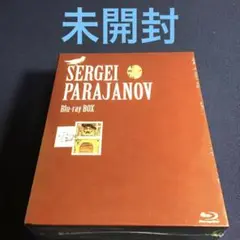 未開封
SERGEI
PARAJANOV
Blu-ray BOX